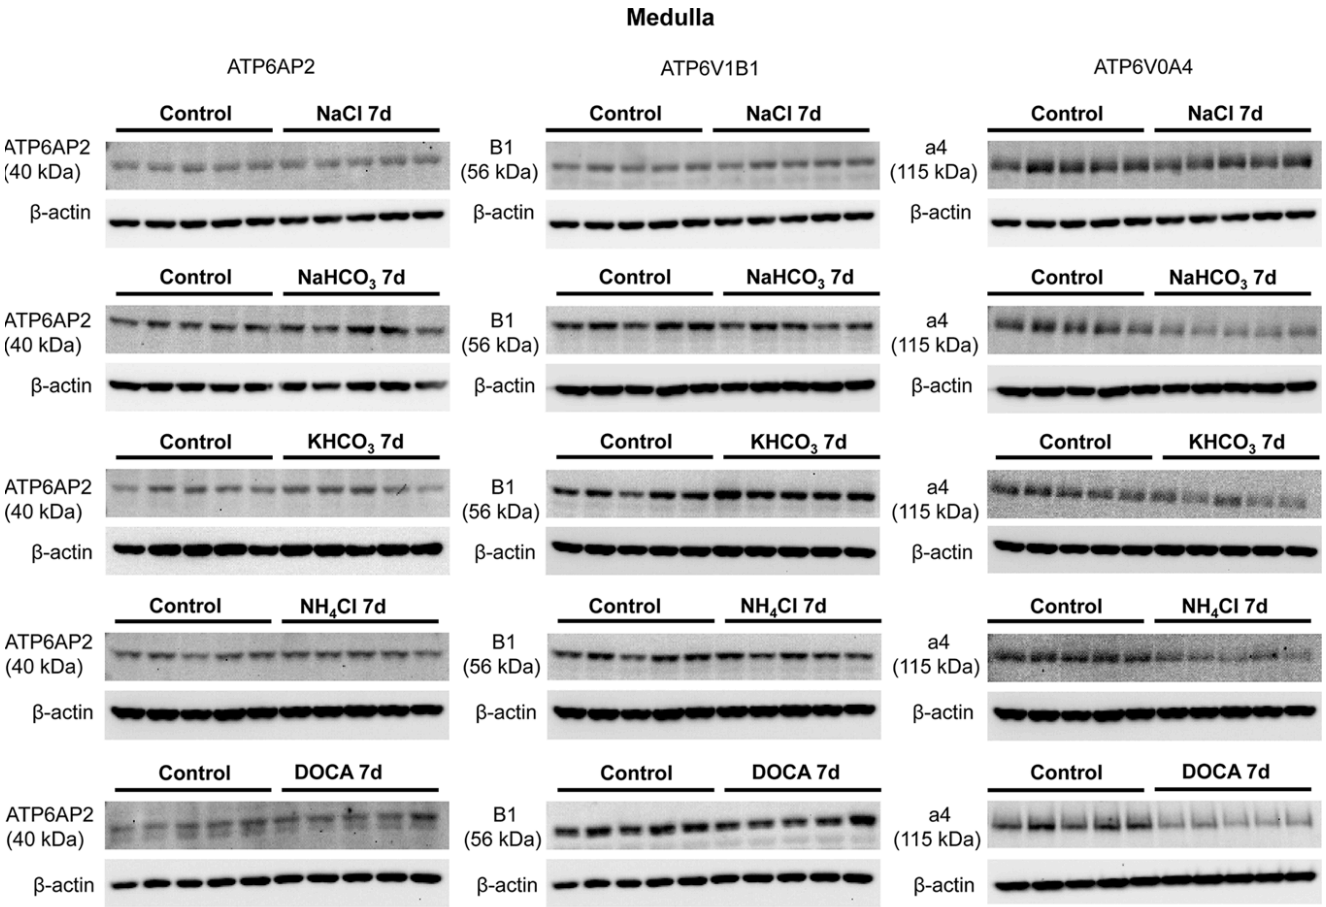 Medulla
ATP6AP2 ATP6V1B1 ATP6V0A4
Control NaCl 7d Control NaCl 7d Control NaCl 7d
ATP6AP2 B1 a4
(40 kDa) (56 kDa) (115 kDa)
β-actin β-actin β-actin
Control NaHCO₃ 7d Control NaHCO₃ 7d Control NaHCO₃ 7d
ATP6AP2 B1 a4
(40 kDa) (56 kDa) (115 kDa)
β-actin β-actin β-actin
Control KHCO₃ 7d Control KHCO₃ 7d Control KHCO₃ 7d
ATP6AP2 B1 a4
(40 kDa) (56 kDa) (115 kDa)
β-actin β-actin β-actin
Control NH₄Cl 7d Control NH₄Cl 7d Control NH₄Cl 7d
ATP6AP2 B1 a4
(40 kDa) (56 kDa) (115 kDa)
β-actin β-actin β-actin
Control DOCA 7d Control DOCA 7d Control DOCA 7d
ATP6AP2 B1 a4
(40 kDa) (56 kDa) (115 kDa)
β-actin β-actin β-actin